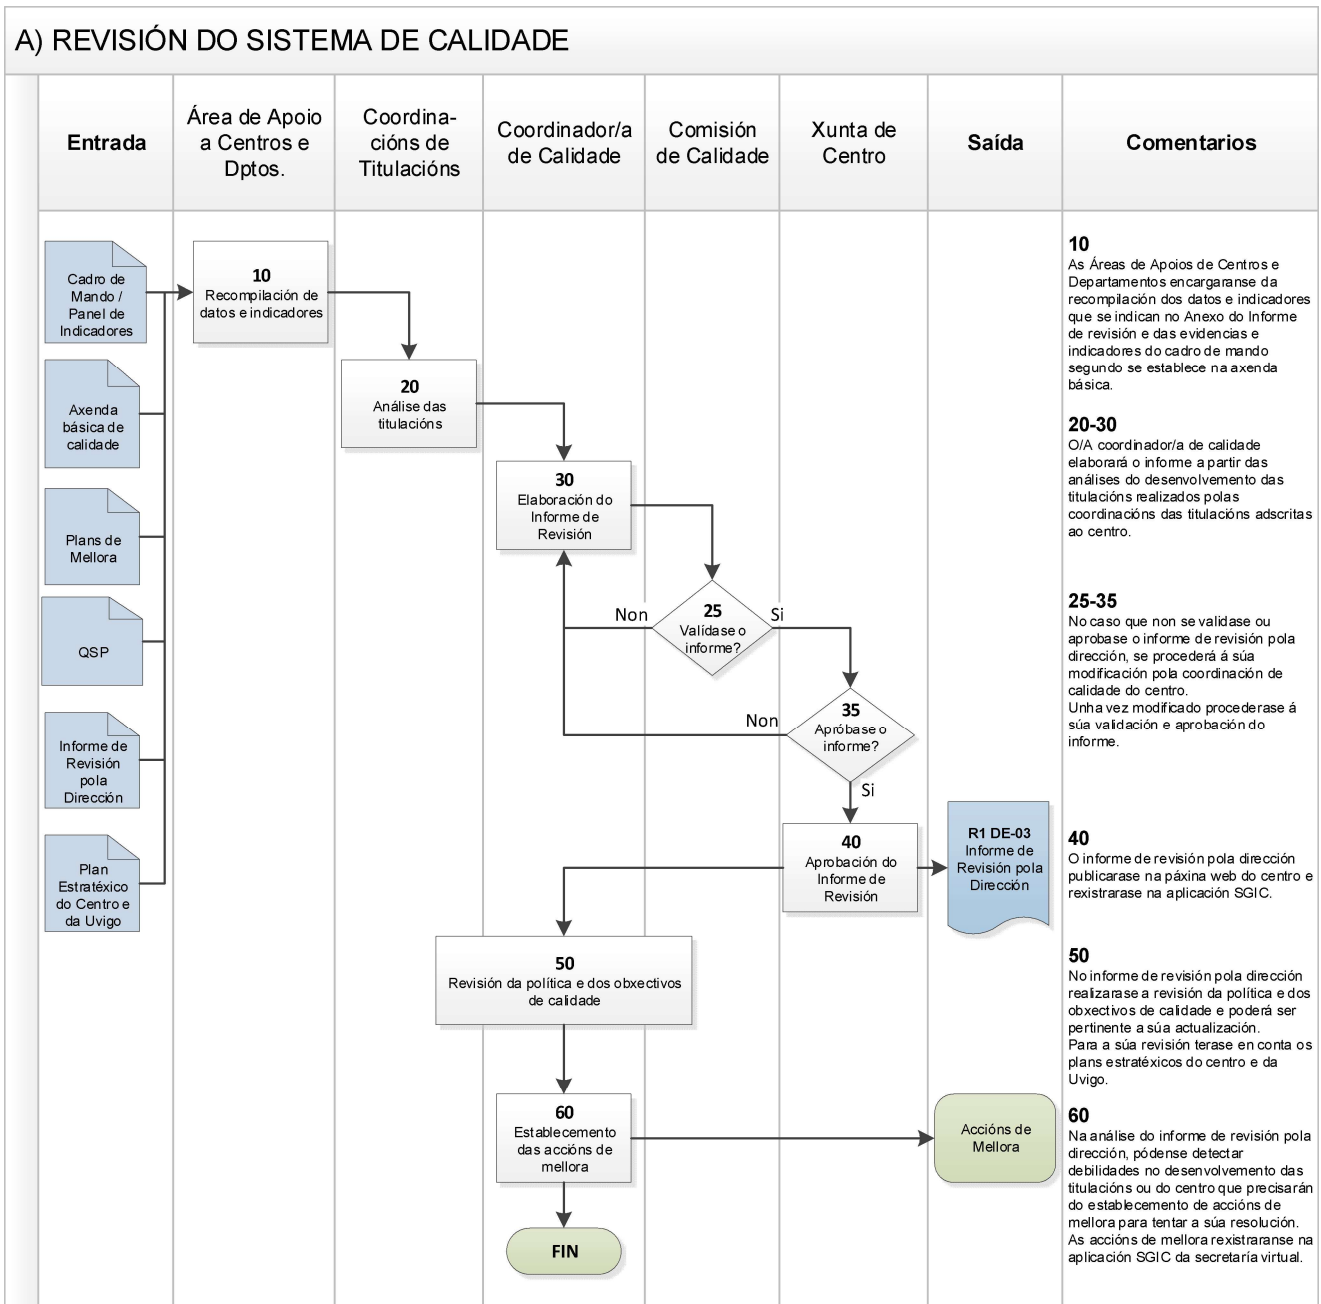 A) REVISIÓN DO SISTEMA DE CALIDADE
Entrada
Área de Apoio
a Centros e
Dptos.
Coordina-
cións de
Titulacións
Coordinador/a
de Calidade
Comisión
de Calidade
Xunta de
Centro
Saída
Comentarios
Cadro de
Mando /
Panel de
Indicadores
Axenda
básica de
calidade
Plans de
Mellora
QSP
Informe de
Revisión
pola
Dirección
Plan
Estratéxico
do Centro e
da Uvigo
10
Recompilación de
datos e indicadores
20
Análise das
titulacións
30
Elaboración do
Informe de
Revisión
25
Valídase o
informe?
Non
Si
35
Apróbase o
informe?
Non
Si
40
Aprobación do
Informe de
Revisión
R1 DE-03
Informe de
Revisión pola
Dirección
50
Revisión da política e dos obxectivos
de calidade
60
Establecemento
das accións de
mellora
Accións de
Mellora
FIN
10
As Áreas de Apoios de Centros e
Departamentos encargaranse da
recompilación dos datos e indicadores
que se indican no Anexo do Informe
de revisión e das evidencias e
indicadores do cadro de mando
segundo se establece na axenda
básica.
20-30
O/A coordinador/a de calidade
elaborará o informe a partir das
análises do desenvolvemento das
titulacións realizados polas
coordinacións das titulacións adscritas
ao centro.
25-35
No caso que non se validase ou
aprobase o informe de revisión pola
dirección, se procederá á súa
modificación pola coordinación de
calidade do centro.
Unha vez modificado procederase á
súa validación e aprobación do
informe.
40
O informe de revisión pola dirección
publicarase na páxina web do centro e
rexistrarase na aplicación SGIC.
50
No informe de revisión pola dirección
realizarase a revisión da política e dos
obxectivos de calidade e poderá ser
pertinente a súa actualización.
Para a súa revisión terase en conta os
plans estratéxicos do centro e da
Uvigo.
60
Na análise do informe de revisión pola
dirección, pódense detectar
debilidades no desenvolvemento das
titulacións ou do centro que precisarán
do establecemento de accións de
mellora para tentar a súa resolución.
As accións de mellora rexistraranse na
aplicación SGIC da secretaría virtual.